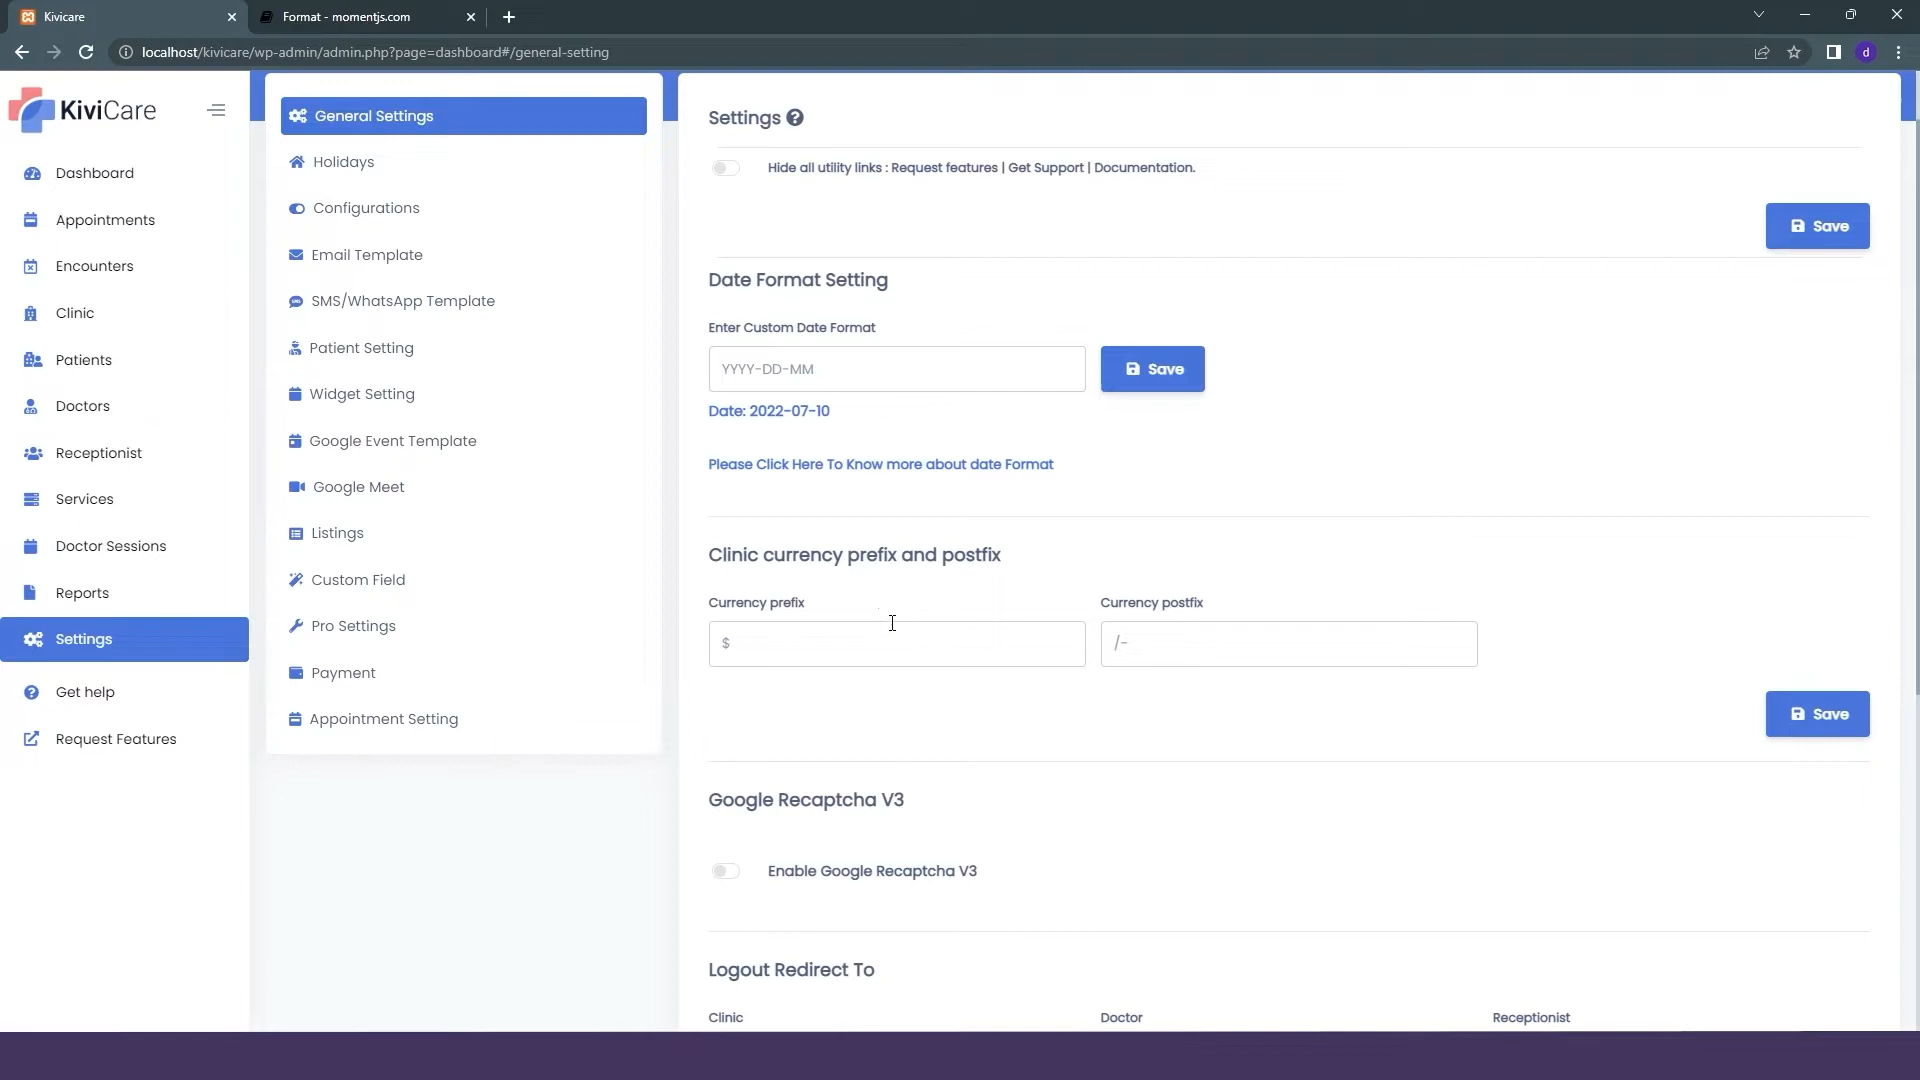 Kivicare
Format - momentjs.com
localhost/kivicare/wp-admin/admin.php?page=dashboard#/general-setting
d
KiviCare
Dashboard
Appointments
Encounters
Clinic
Patients
Doctors
Receptionist
Services
Doctor Sessions
Reports
Settings
Get help
Request Features
General Settings
Holidays
Configurations
Email Template
SMS/WhatsApp Template
Patient Setting
Widget Setting
Google Event Template
Google Meet
Listings
Custom Field
Pro Settings
Payment
Appointment Setting
Settings
Hide all utility links : Request features | Get Support | Documentation.
Save
Date Format Setting
Enter Custom Date Format
YYYY-DD-MM
Save
Date: 2022-07-10
Please Click Here To Know more about date Format
Clinic currency prefix and postfix
Currency prefix
Currency postfix
$
/-
Save
Google Recaptcha V3
Enable Google Recaptcha V3
Logout Redirect To
Clinic
Doctor
Receptionist